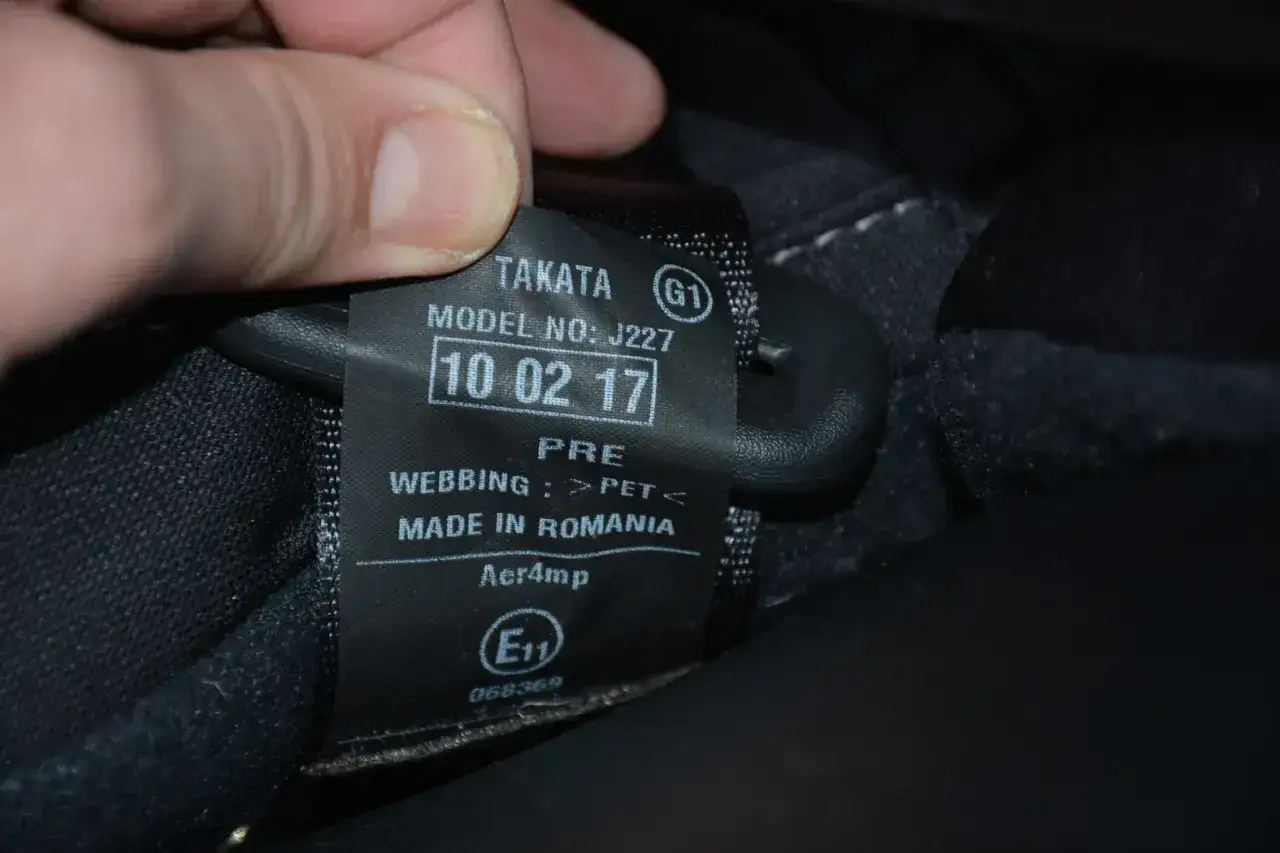 TAKATA G1
MODEL NO: J227
10 02 17
PRE
WEBBING : >PET<
MADE IN ROMANIA
Aer4mp
E11
068369